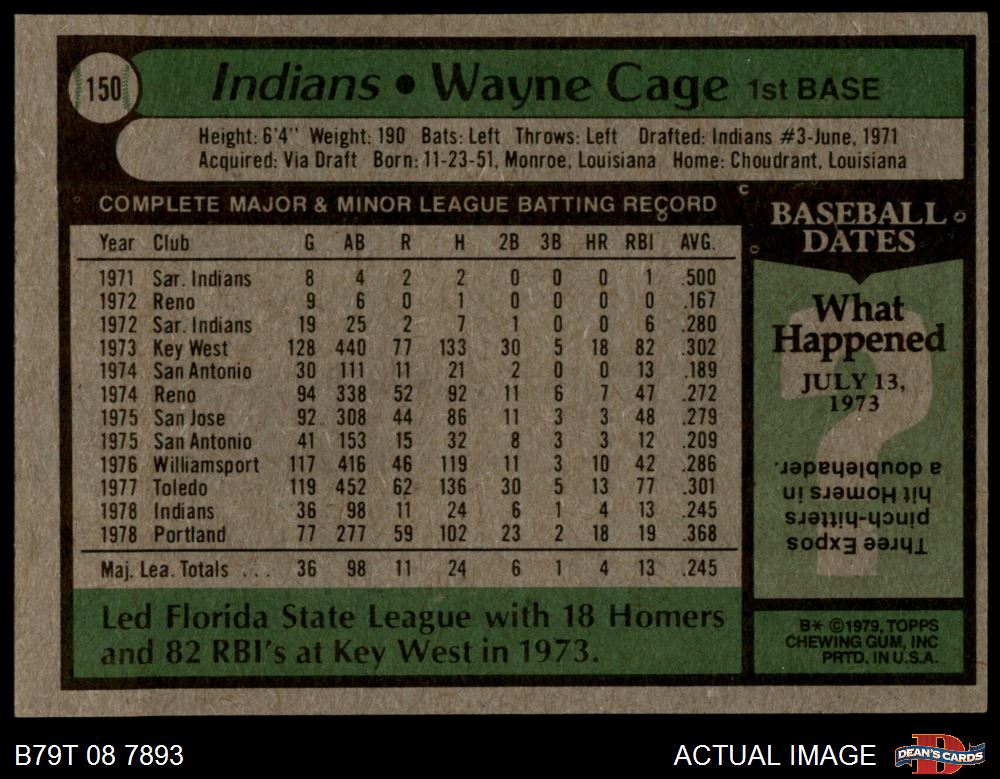 150 Indians • Wayne Cage 1st BASE
Height: 6'4" Weight: 190 Bats: Left Throws: Left Drafted: Indians #3-June, 1971
Acquired: Via Draft Born: 11-23-51, Monroe, Louisiana Home: Choudrant, Louisiana
COMPLETE MAJOR & MINOR LEAGUE BATTING RECORD
Year Club G AB R H 2B 3B HR RBI AVG.
1971 Sar. Indians 8 4 2 2 0 0 0 1 .500
1972 Reno 9 6 0 1 0 0 0 0 .167
1972 Sar. Indians 19 25 2 7 1 0 0 6 .280
1973 Key West 128 440 77 133 30 5 18 82 .302
1974 San Antonio 30 111 11 21 2 0 0 13 .189
1974 Reno 94 338 52 92 11 6 7 47 .272
1975 San Jose 92 308 44 86 11 3 3 48 .279
1975 San Antonio 41 153 15 32 8 3 3 12 .209
1976 Williamsport 117 416 46 119 11 3 10 42 .286
1977 Toledo 119 452 62 136 30 5 13 77 .301
1978 Indians 36 98 11 24 6 1 4 13 .245
1978 Portland 77 277 59 102 23 2 18 19 .368
Maj. Lea. Totals ... 36 98 11 24 6 1 4 13 .245
Led Florida State League with 18 Homers
and 82 RBI's at Key West in 1973.
BASEBALL
DATES
What
Happened
JULY 13,
1973
?
Three Expos
pinch-hitters
hit Homers in
a doublehader.
B* ©1979, TOPPS
CHEWING GUM, INC
PRTD. IN U.S.A.
B79T 08 7893 ACTUAL IMAGE
D
DEAN'S CARDS